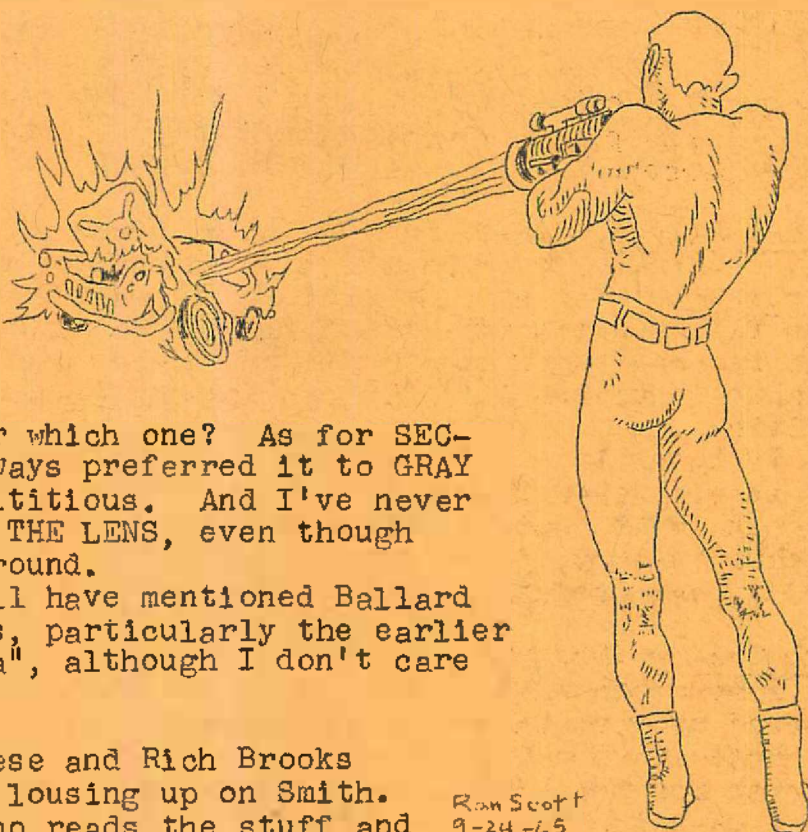 r which one? As for SEC-
ways preferred it to GRAY
titious. And I've never
THE LENS, even though
round.
ll have mentioned Ballard
s, particularly the earlier
a", although I don't care
ese and Rich Brooks
lousing up on Smith.
no reads the stuff and
Ron Scott
9-24-65